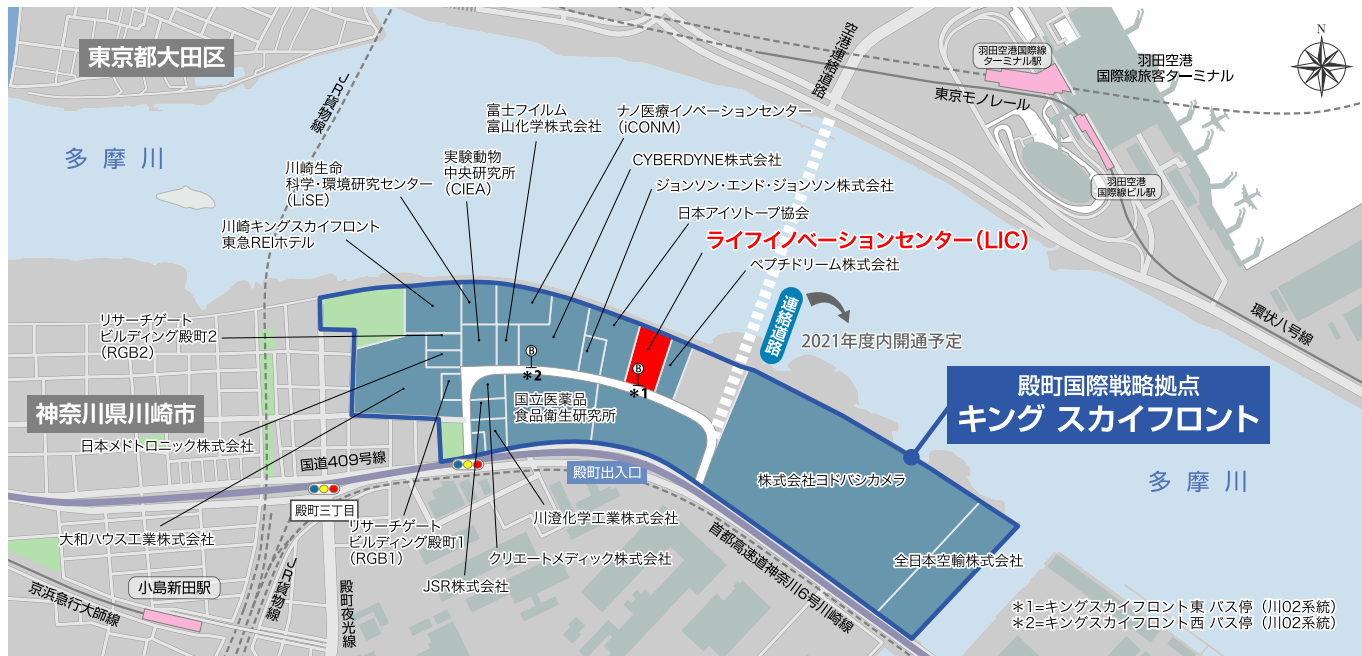 東京都大田区
JR貨物線
空港連絡道路
羽田空港国際線
ターミナル駅
羽田空港
国際線旅客ターミナル
N
東京モノレール
多摩川
富士フイルム
富山化学株式会社
ナノ医療イノベーションセンター
(iCONM)
実験動物
中央研究所
(CIEA)
CYBERDYNE株式会社
川崎生命
科学・環境研究センター
(LiSE)
ジョンソン・エンド・ジョンソン株式会社
羽田空港
国際線ビル駅
日本アイソトープ協会
川崎キングスカイフロント
東急REIホテル
ライフイノベーションセンター(LIC)
ペプチドリーム株式会社
連絡道路
2021年度内開通予定
環状八号線
リサーチゲート
ビルディング殿町2
(RGB2)
B
*2
B
*1
殿町国際戦略拠点
キング スカイフロント
国立医薬品
食品衛生研究所
神奈川県川崎市
日本メドトロニック株式会社
国道409号線
殿町出入口
株式会社ヨドバシカメラ
多摩川
殿町三丁目
リサーチゲート
ビルディング殿町1
(RGB1)
川澄化学工業株式会社
大和ハウス工業株式会社
クリエートメディック株式会社
首都高速道神奈川6号川崎線
全日本空輸株式会社
JSR株式会社
小島新田駅
京浜急行大師線
JR貨物線
殿町夜光線
*1=キングスカイフロント東 バス停 (川02系統)
*2=キングスカイフロント西 バス停 (川02系統)